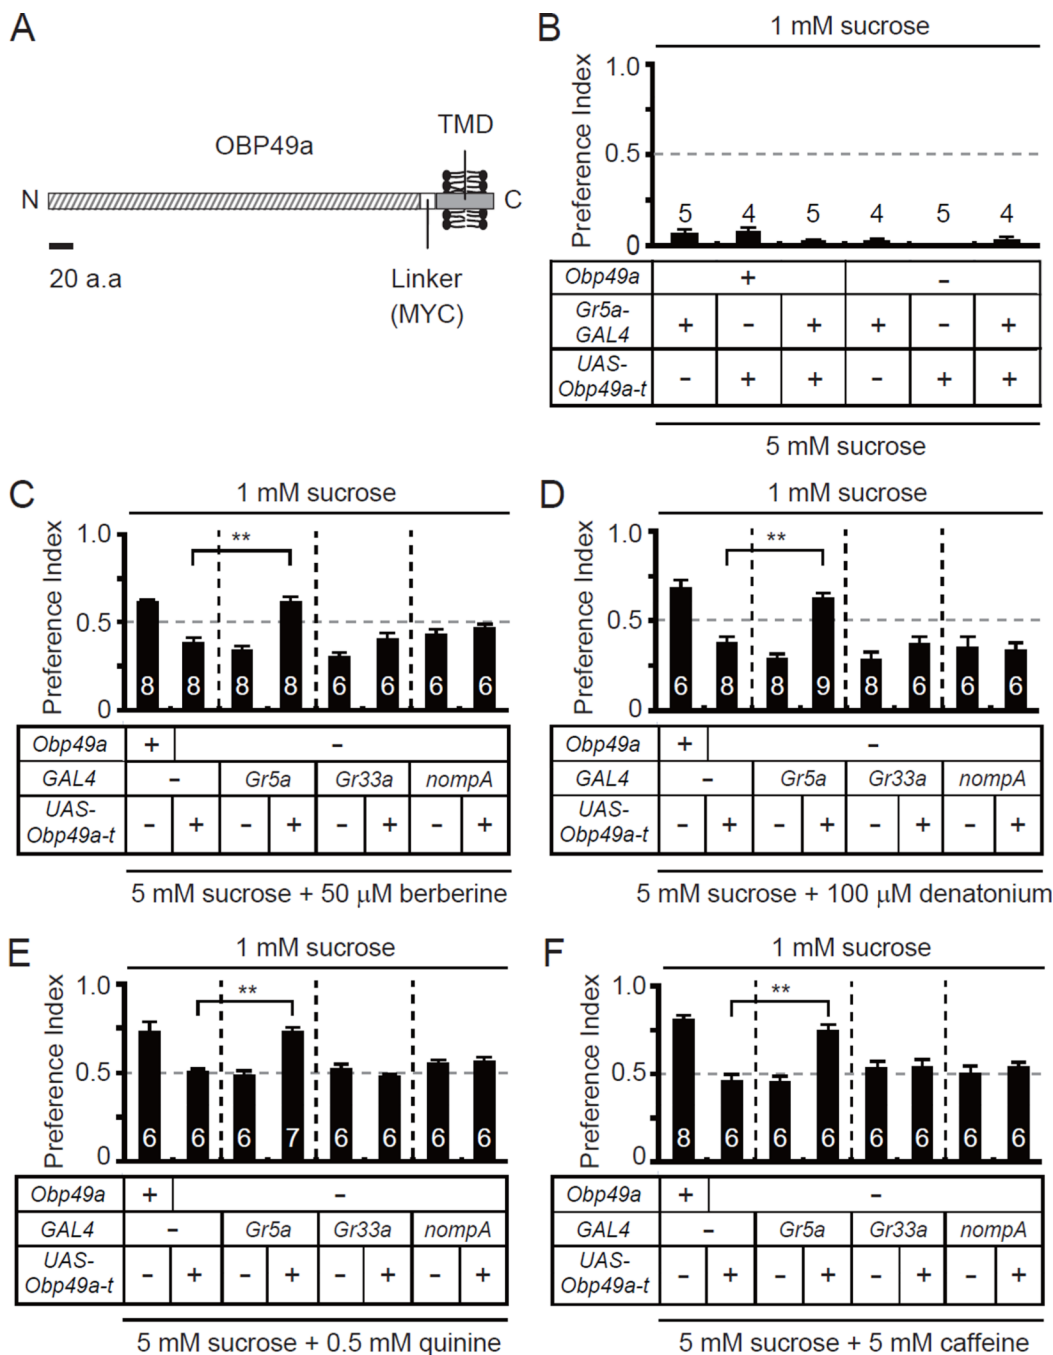 A
TMD
OBP49a
N C
20 a.a
Linker
(MYC)
B
1 mM sucrose
Preference Index
1.0
0.5
0
5 4 5 4 5 4
Obp49a + -
Gr5a-
GAL4 + - + + - +
UAS-
Obp49a-t - + + - + +
5 mM sucrose
C
1 mM sucrose
Preference Index
1.0
0.5
0
**
8 8 8 8 6 6 6 6
Obp49a + -
GAL4 - Gr5a Gr33a nompA
UAS-
Obp49a-t - + - + - + - +
5 mM sucrose + 50 μM berberine
D
1 mM sucrose
Preference Index
1.0
0.5
0
**
6 8 8 9 8 6 6 6
Obp49a + -
GAL4 - Gr5a Gr33a nompA
UAS-
Obp49a-t - + - + - + - +
5 mM sucrose + 100 μM denatonium
E
1 mM sucrose
Preference Index
1.0
0.5
0
**
6 6 6 7 6 6 6 6
Obp49a + -
GAL4 - Gr5a Gr33a nompA
UAS-
Obp49a-t - + - + - + - +
5 mM sucrose + 0.5 mM quinine
F
1 mM sucrose
Preference Index
1.0
0.5
0
**
8 6 6 6 6 6 6 6
Obp49a + -
GAL4 - Gr5a Gr33a nompA
UAS-
Obp49a-t - + - + - + - +
5 mM sucrose + 5 mM caffeine